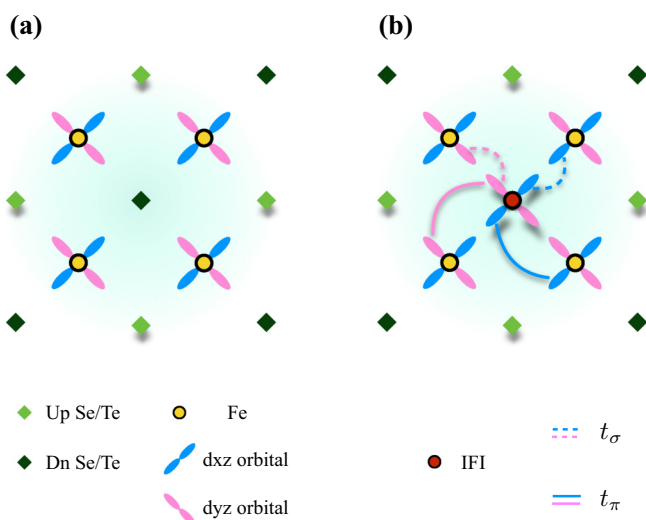 (a) (b)
Up Se/Te Fe
Dn Se/Te dxz orbital IFI
dyz orbital
tσ
tπ